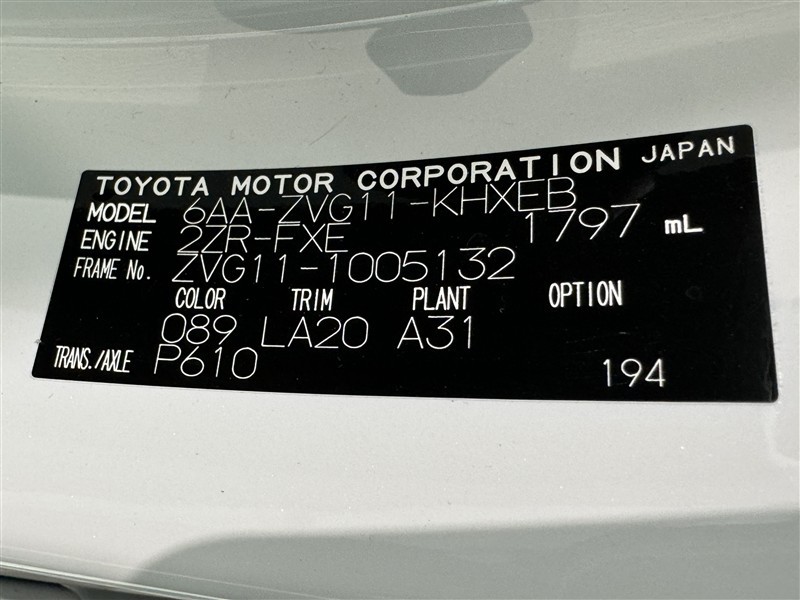 TOYOTA MOTOR CORPORATION JAPAN
MODEL 6AA-ZVG11-KHXEB
ENGINE 2ZR-FXE 1797 mL
FRAME No. ZVG11-1005132
COLOR TRIM PLANT OPTION
089 LA20 A31
TRANS./AXLE P610 194